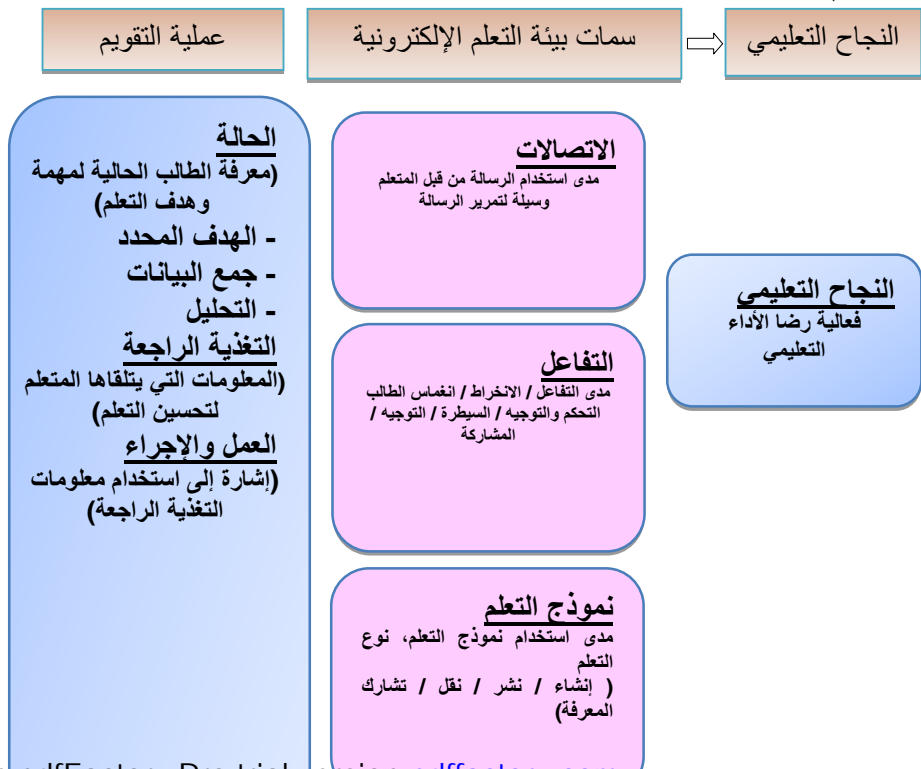 النجاح التعليمي
سمات بيئة التعلم الإلكترونية
عملية التقويم
النجاح التعليمي
فعالية رضا الأداء
التعليمي
الاتصالات
مدى استخدام الرسالة من قبل المتعلم
وسيلة لتمرير الرسالة
التفاعل
مدى التفاعل / الانخراط / انغماس الطالب
التحكم والتوجيه / السيطرة / التوجيه /
المشاركة
نموذج التعلم
مدى استخدام نموذج التعلم، نوع
التعلم
( إنشاء / نشر / نقل / تشارك
المعرفة)
الحالة
(معرفة الطالب الحالية لمهمة
وهدف التعلم)
- الهدف المحدد
- جمع البيانات
- التحليل
التغذية الراجعة
(المعلومات التي يتلقاها المتعلم
لتحسين التعلم)
العمل والإجراء
(إشارة إلى استخدام معلومات
التغذية الراجعة)